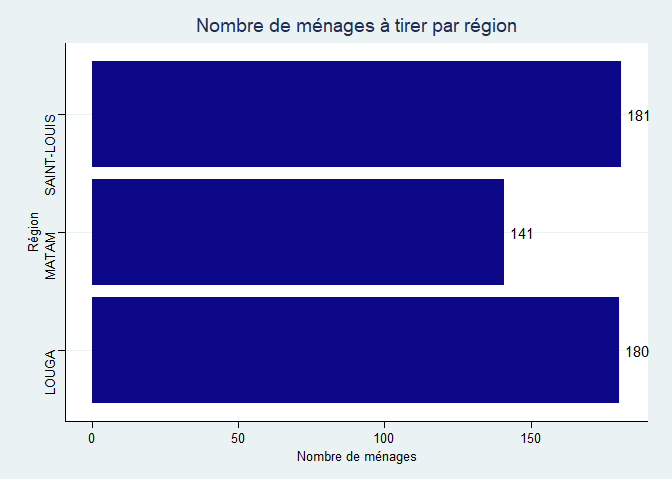 Nombre de ménages à tirer par région
Région
SAINT-LOUIS
181
MATAM
141
LOUGA
180
0
50
100
150
Nombre de ménages